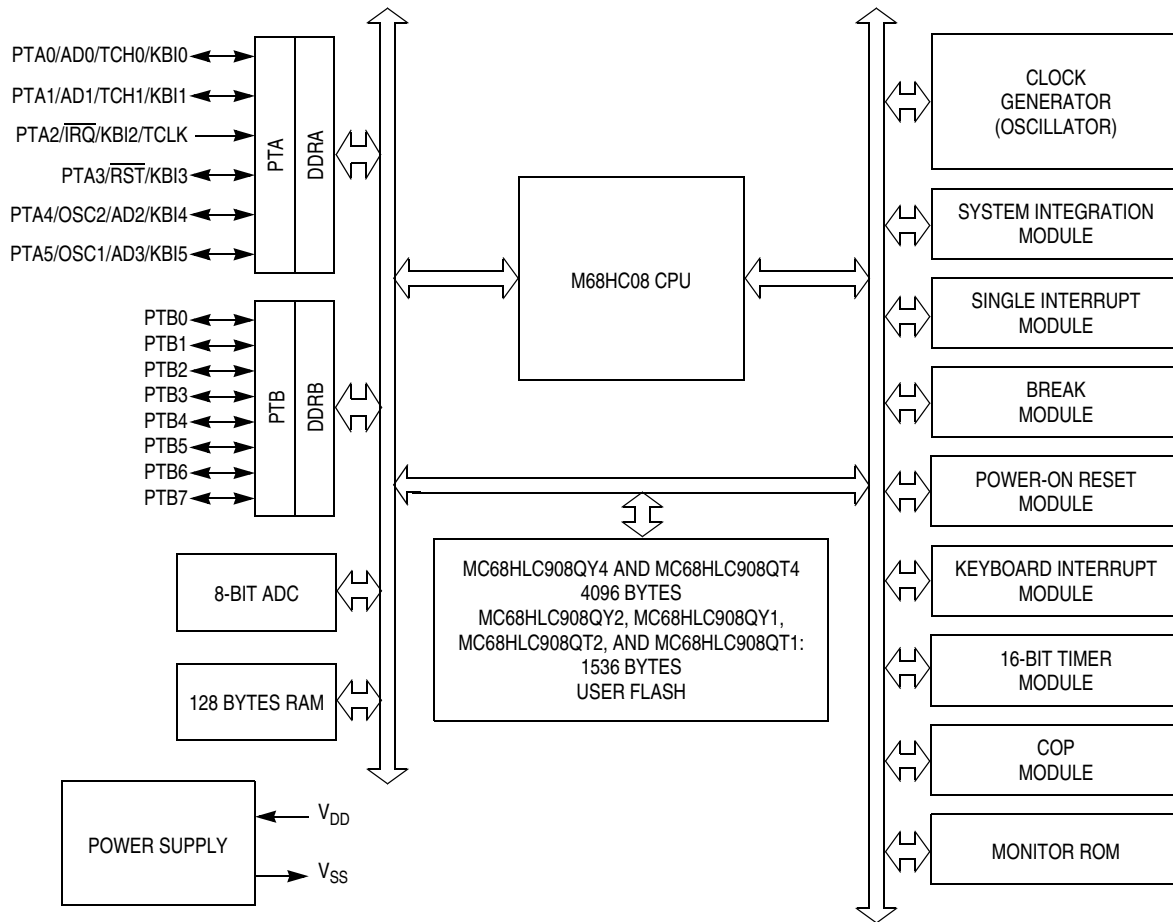 PTA0/AD0/TCH0/KBI0
PTA1/AD1/TCH1/KBI1
PTA2/I̅R̅Q̅/KBI2/TCLK
PTA3/R̅S̅T̅/KBI3
PTA4/OSC2/AD2/KBI4
PTA5/OSC1/AD3/KBI5
PTA
DDRA
PTB0
PTB1
PTB2
PTB3
PTB4
PTB5
PTB6
PTB7
PTB
DDRB
8-BIT ADC
128 BYTES RAM
POWER SUPPLY
VDD
VSS
M68HC08 CPU
MC68HLC908QY4 AND MC68HLC908QT4
4096 BYTES
MC68HLC908QY2, MC68HLC908QY1,
MC68HLC908QT2, AND MC68HLC908QT1:
1536 BYTES
USER FLASH
CLOCK
GENERATOR
(OSCILLATOR)
SYSTEM INTEGRATION
MODULE
SINGLE INTERRUPT
MODULE
BREAK
MODULE
POWER-ON RESET
MODULE
KEYBOARD INTERRUPT
MODULE
16-BIT TIMER
MODULE
COP
MODULE
MONITOR ROM